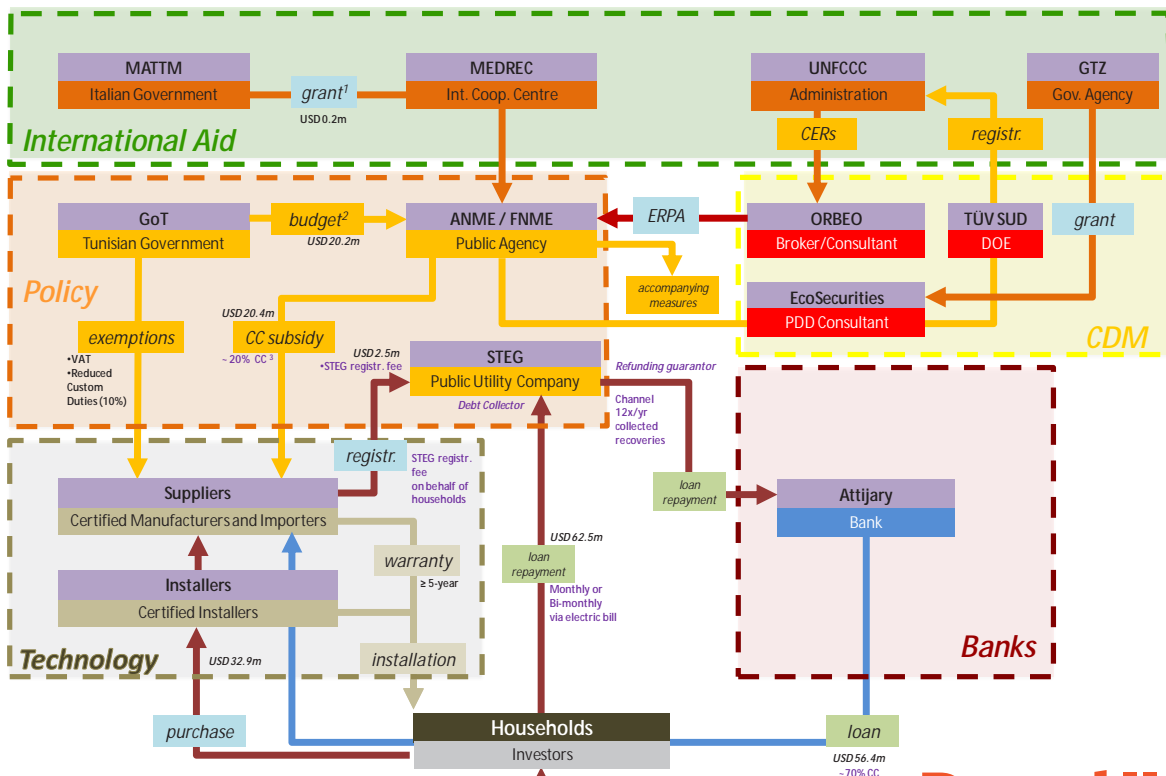 MATTM
Italian Government
grant¹
USD 0.2m
MEDREC
Int. Coop. Centre
UNFCCC
Administration
GTZ
Gov. Agency
CERs
registr.
International Aid
GoT
Tunisian Government
budget²
USD 20.2m
ANME / FNME
Public Agency
ERPA
ORBEO
Broker/Consultant
TÜV SUD
DOE
grant
accompanying
measures
EcoSecurities
PDD Consultant
CDM
Policy
exemptions
•VAT
•Reduced
Custom
Duties (10%)
USD 20.4m
CC subsidy
~ 20% CC ³
USD 2.5m
•STEG registr. fee
STEG
Public Utility Company
Debt Collector
Refunding guarantor
Channel
12x/yr
collected
recoveries
registr.
STEG registr.
fee
on behalf of
households
Suppliers
Certified Manufacturers and Importers
loan
repayment
Attijary
Bank
warranty
≥ 5-year
USD 62.5m
loan
repayment
Monthly or
Bi-monthly
via electric bill
Installers
Certified Installers
Technology
USD 32.9m
installation
Banks
purchase
Households
Investors
loan
USD 56.4m
~70% CC